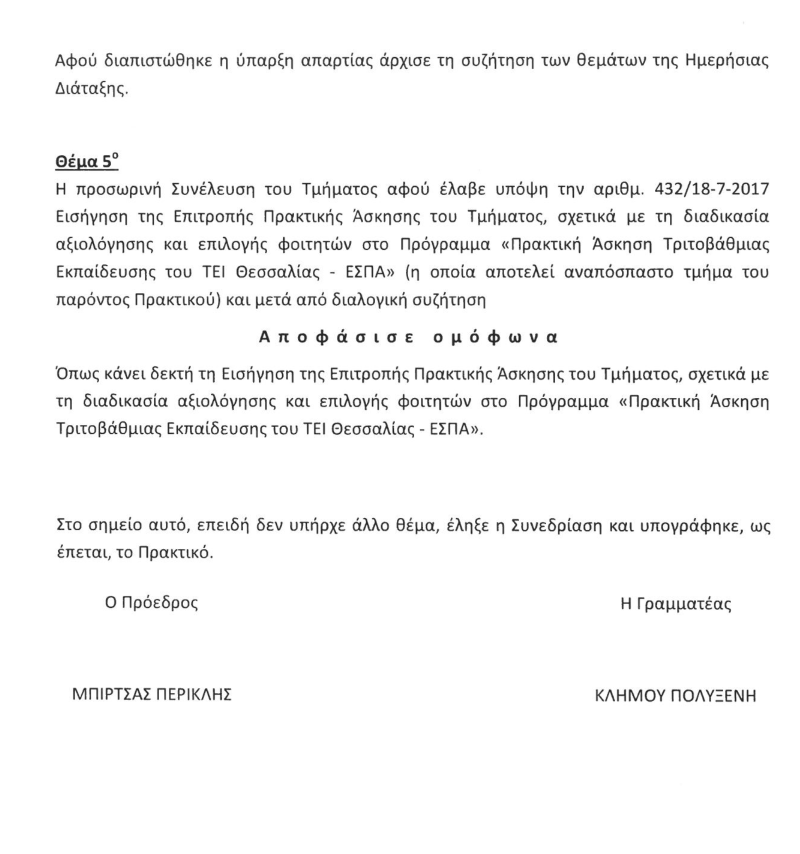 Αφού διαπιστώθηκε η ύπαρξη απαρτίας άρχισε τη συζήτηση των θεμάτων της Ημερήσιας
Διάταξης.
Θέμα 5ο
Η προσωρινή Συνέλευση του Τμήματος αφού έλαβε υπόψη την αριθμ. 432/18-7-2017
Εισήγηση της Επιτροπής Πρακτικής Άσκησης του Τμήματος, σχετικά με τη διαδικασία
αξιολόγησης και επιλογής φοιτητών στο Πρόγραμμα «Πρακτική Άσκηση Τριτοβάθμιας
Εκπαίδευσης του ΤΕΙ Θεσσαλίας - ΕΣΠΑ» (η οποία αποτελεί αναπόσπαστο τμήμα του
παρόντος Πρακτικού) και μετά από διαλογική συζήτηση
Α π ο φ ά σ ι σ ε ο μ ό φ ω ν α
Όπως κάνει δεκτή τη Εισήγηση της Επιτροπής Πρακτικής Άσκησης του Τμήματος, σχετικά με
τη διαδικασία αξιολόγησης και επιλογής φοιτητών στο Πρόγραμμα «Πρακτική Άσκηση
Τριτοβάθμιας Εκπαίδευσης του ΤΕΙ Θεσσαλίας - ΕΣΠΑ».
Στο σημείο αυτό, επειδή δεν υπήρχε άλλο θέμα, έληξε η Συνεδρίαση και υπογράφηκε, ως
έπεται, το Πρακτικό.
Ο Πρόεδρος Η Γραμματέας
ΜΠΙΡΤΣΑΣ ΠΕΡΙΚΛΗΣ ΚΛΗΜΟΥ ΠΟΛΥΞΕΝΗ